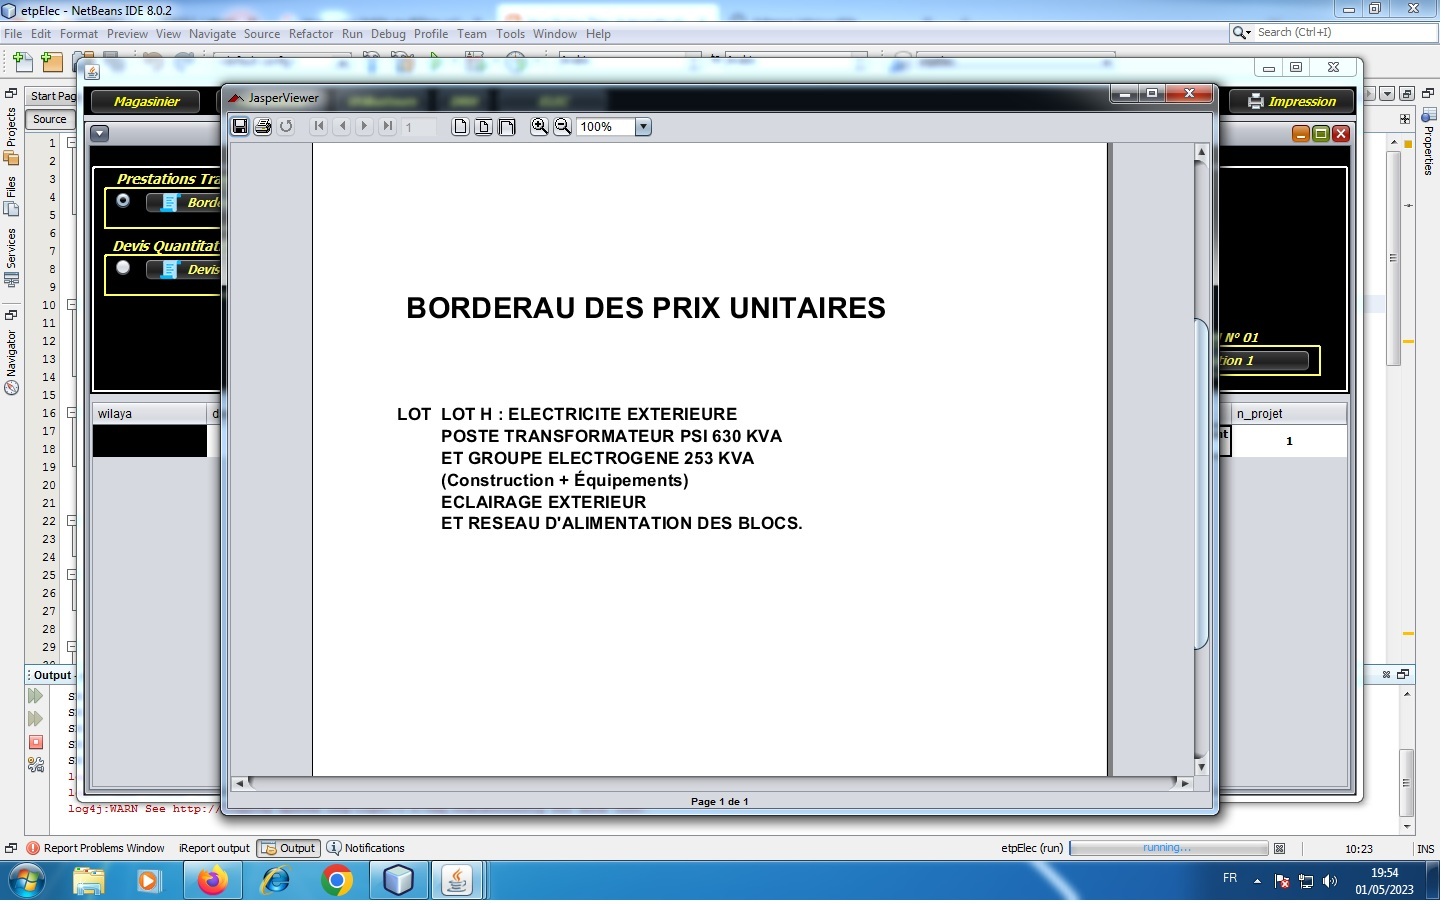 etpElec - NetBeans IDE 8.0.2
File Edit Format Preview View Navigate Source Refactor Run Debug Profile Team Tools Window Help
Search (Ctrl+I)
Start Pag
Magasinier
JasperViewer
Impression
Source
1
100%
Projects
Files
Services
Navigator
Properties
1
2
3
4
5
6
7
8
9
10
11
12
13
14
15
16
17
18
19
20
21
22
23
24
25
26
27
28
29
Prestations Tra
Borde
Devis Quantitat
Devis
N° 01
tion 1
wilaya
d
n_projet
nt
1
BORDERAU DES PRIX UNITAIRES
LOT LOT H : ELECTRICITE EXTERIEURE
POSTE TRANSFORMATEUR PSI 630 KVA
ET GROUPE ELECTROGENE 253 KVA
(Construction + Équipements)
ECLAIRAGE EXTERIEUR
ET RESEAU D'ALIMENTATION DES BLOCS.
Page 1 de 1
Output -
log4j:WARN See http://
Report Problems Window iReport output Output Notifications
etpElec (run) running... 10:23 INS
FR
19:54
01/05/2023